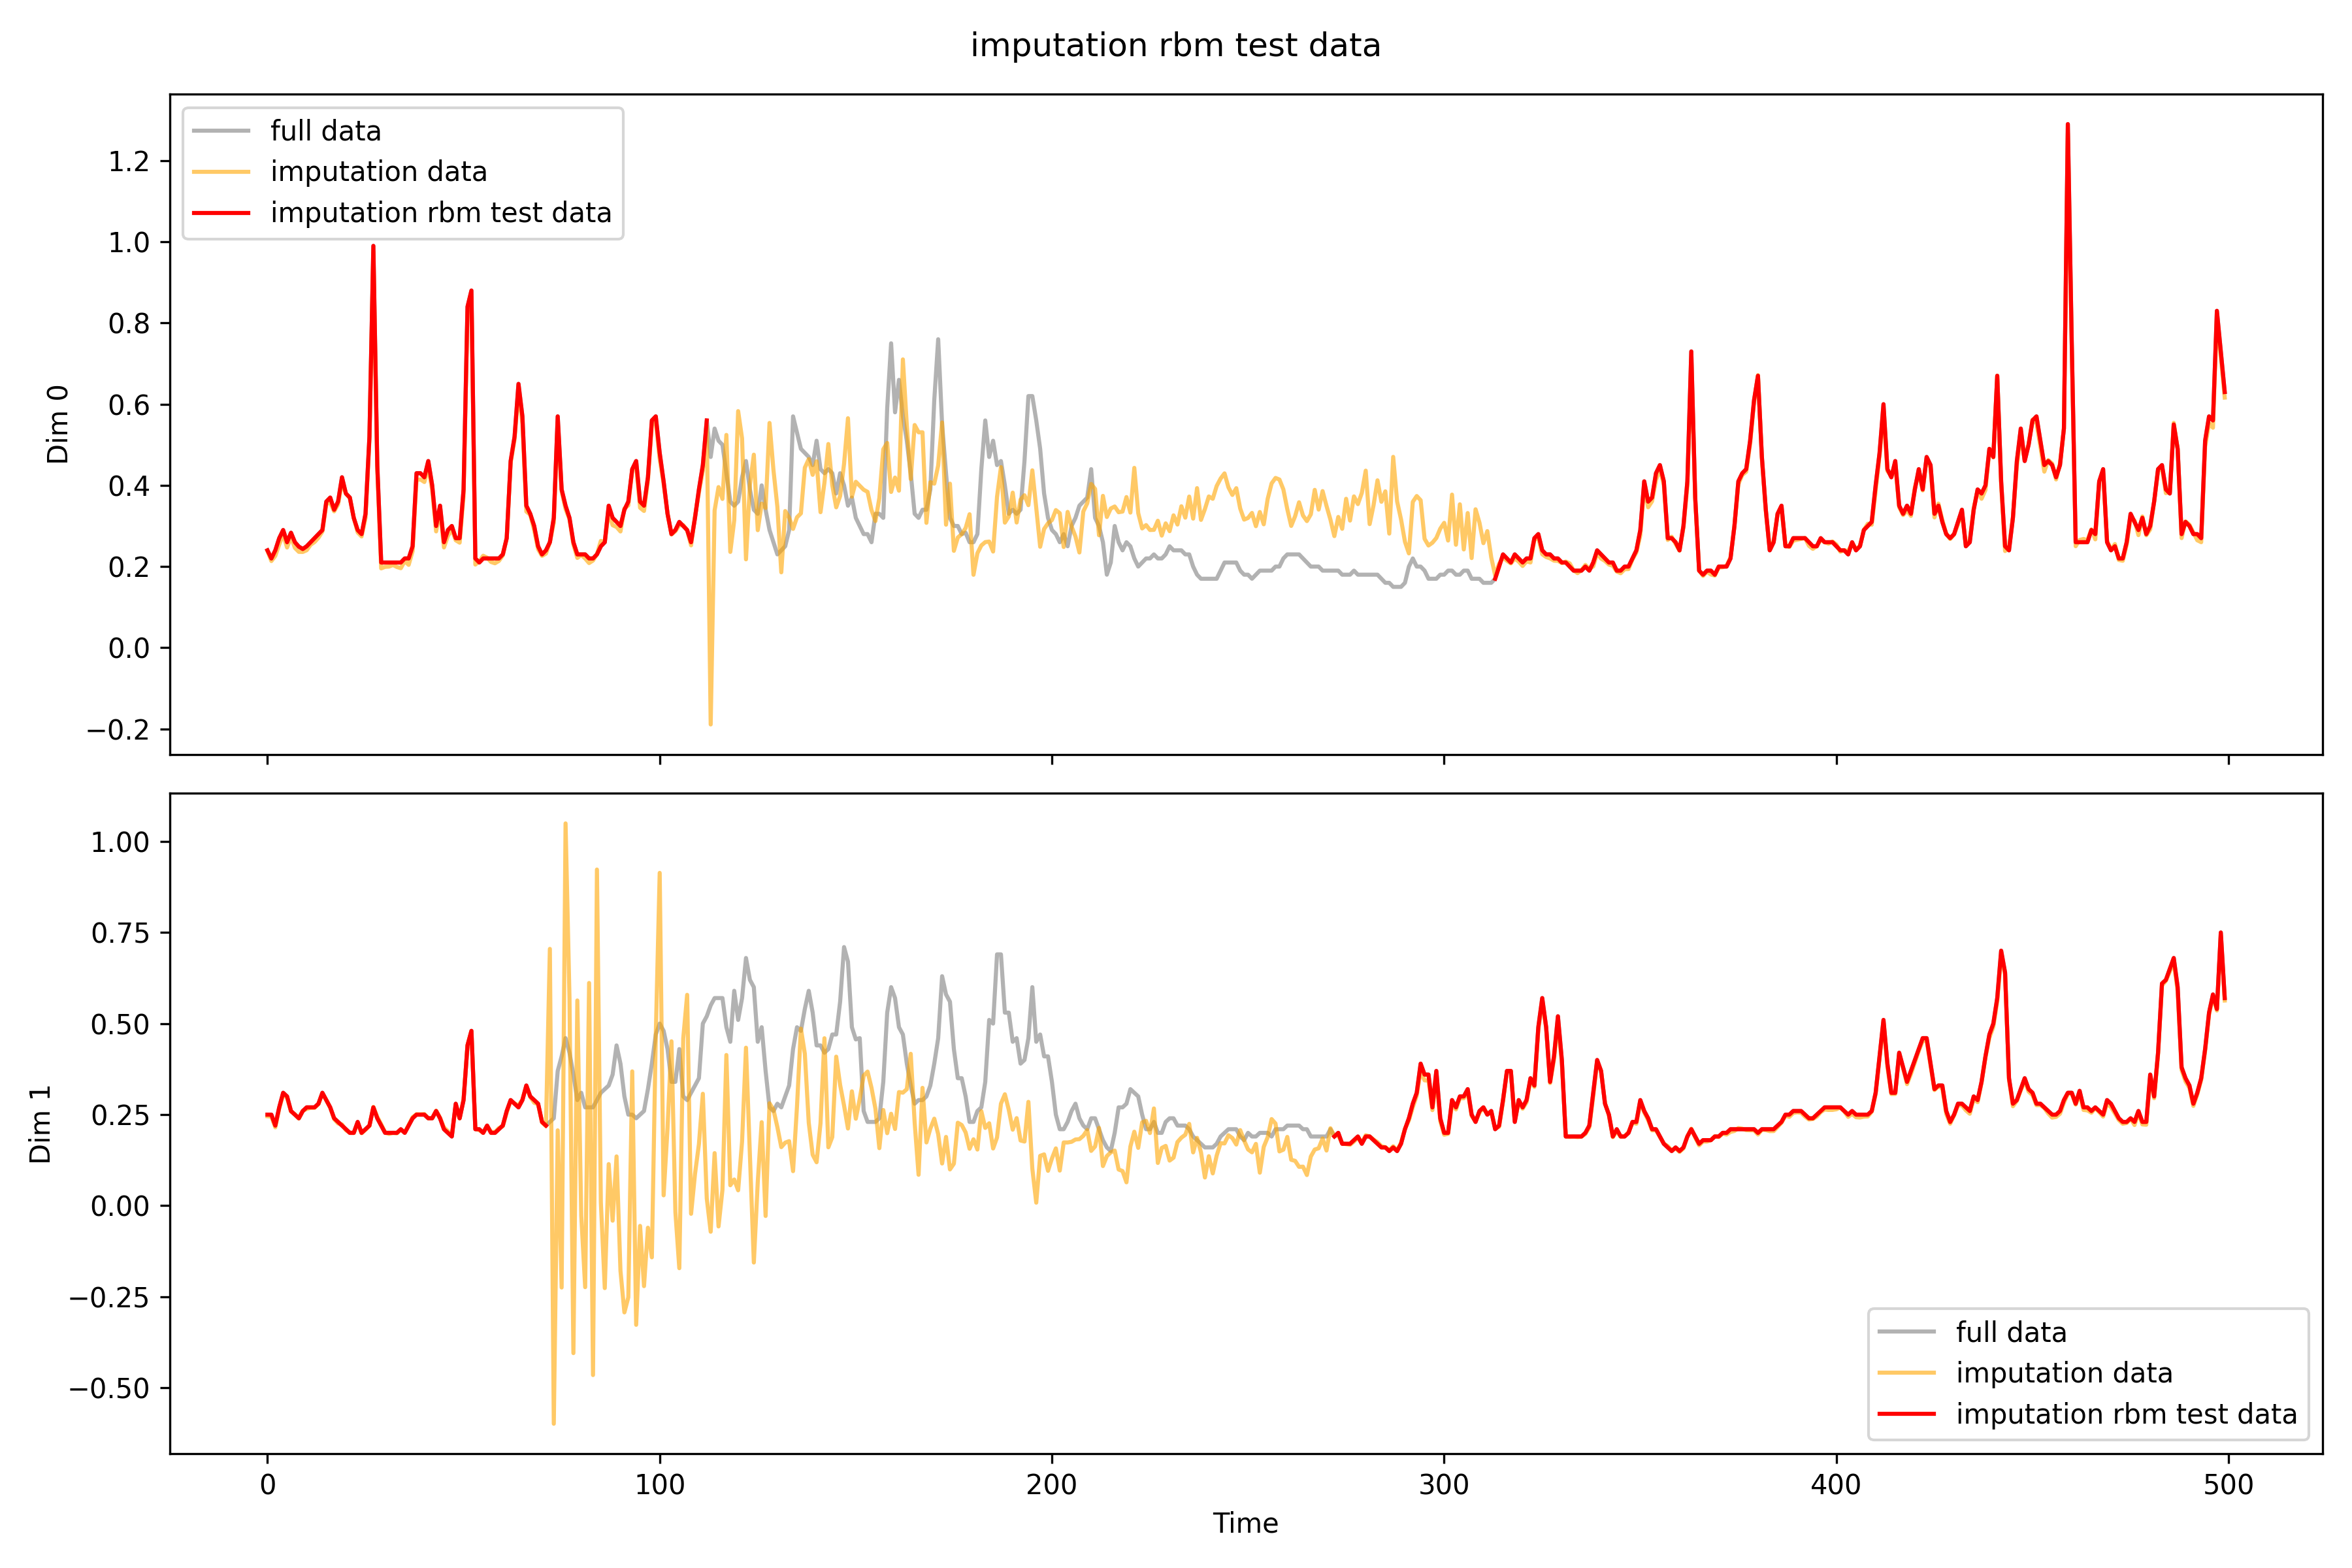 imputation rbm test data
full data
imputation data
imputation rbm test data
1.2
1.0
0.8
0.6
0.4
0.2
0.0
−0.2
Dim 0
1.00
0.75
0.50
0.25
0.00
−0.25
−0.50
Dim 1
full data
imputation data
imputation rbm test data
0 100 200 300 400 500
Time